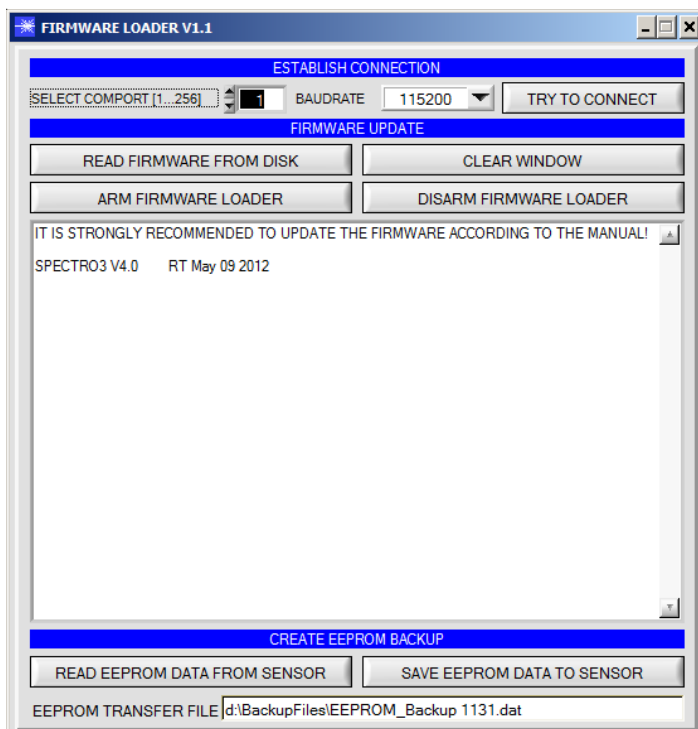 FIRMWARE LOADER V1.1
ESTABLISH CONNECTION
SELECT COMPORT [1...256] 1 BAUDRATE 115200 TRY TO CONNECT
FIRMWARE UPDATE
READ FIRMWARE FROM DISK CLEAR WINDOW
ARM FIRMWARE LOADER DISARM FIRMWARE LOADER
IT IS STRONGLY RECOMMENDED TO UPDATE THE FIRMWARE ACCORDING TO THE MANUAL!
SPECTRO3 V4.0 RT May 09 2012
CREATE EEPROM BACKUP
READ EEPROM DATA FROM SENSOR SAVE EEPROM DATA TO SENSOR
EEPROM TRANSFER FILE d:\BackupFiles\EEPROM_Backup 1131.dat